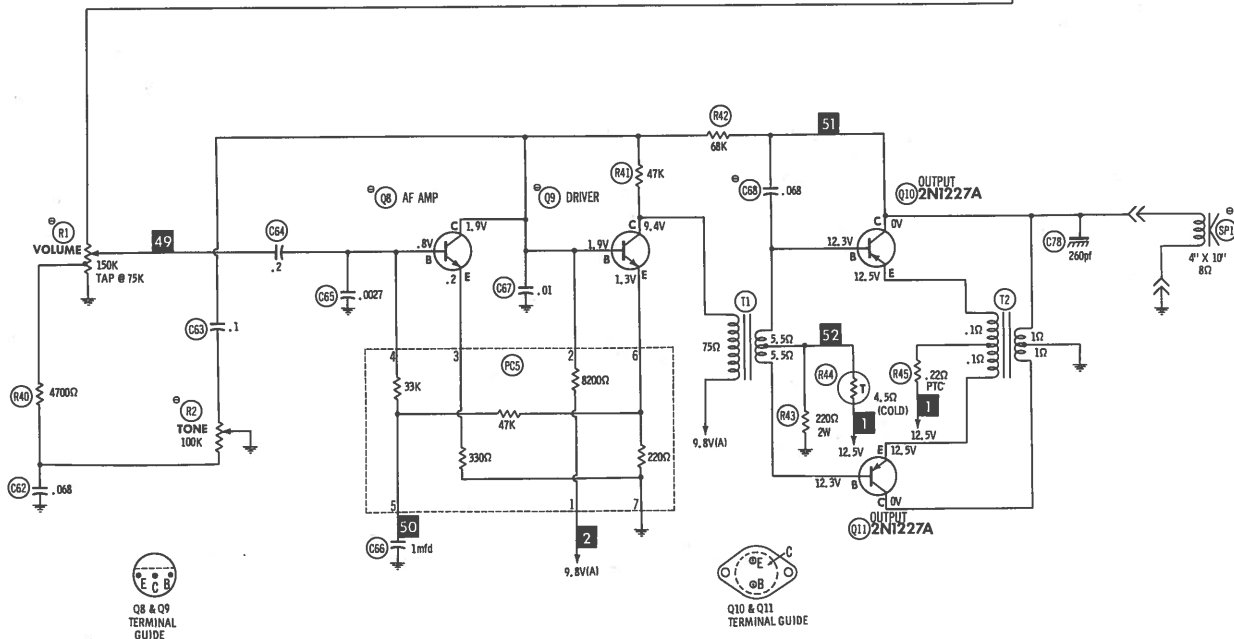 R42
68K
51
R41
47K
C68
.068
OUTPUT
Q10 2N1227A
⊖ Q8 AF AMP
⊖ Q9 DRIVER
C
1.9V
C
9.4V
C
0V
⊖ R1
VOLUME
150K
TAP @ 75K
49
C64
.2
.8V
B
.2
E
1.9V
B
1.3V
E
12.3V
B
12.5V
E
C78
260pf
⊖ SP1
4" X 10"
8Ω
C65
.0027
C67
.01
C63
.1
T1
75Ω
5.5Ω
5.5Ω
52
T2
.1Ω
.1Ω
1Ω
1Ω
4
3
PC5
2
6
R40
4700Ω
33K
8200Ω
47K
R44
T
4.5Ω
(COLD)
R45
.22Ω
PTC
R43
220Ω
2W
1
12.5V
1
12.5V
⊖ R2
TONE
100K
9.8V(A)
330Ω
220Ω
E
12.5V
12.3V
B
C
0V
OUTPUT
Q11 2N1227A
C62
.068
5
1
7
50
C66
1mfd
2
9.8V(A)
E C B
Q8 & Q9
TERMINAL
GUIDE
C
E
B
Q10 & Q11
TERMINAL GUIDE